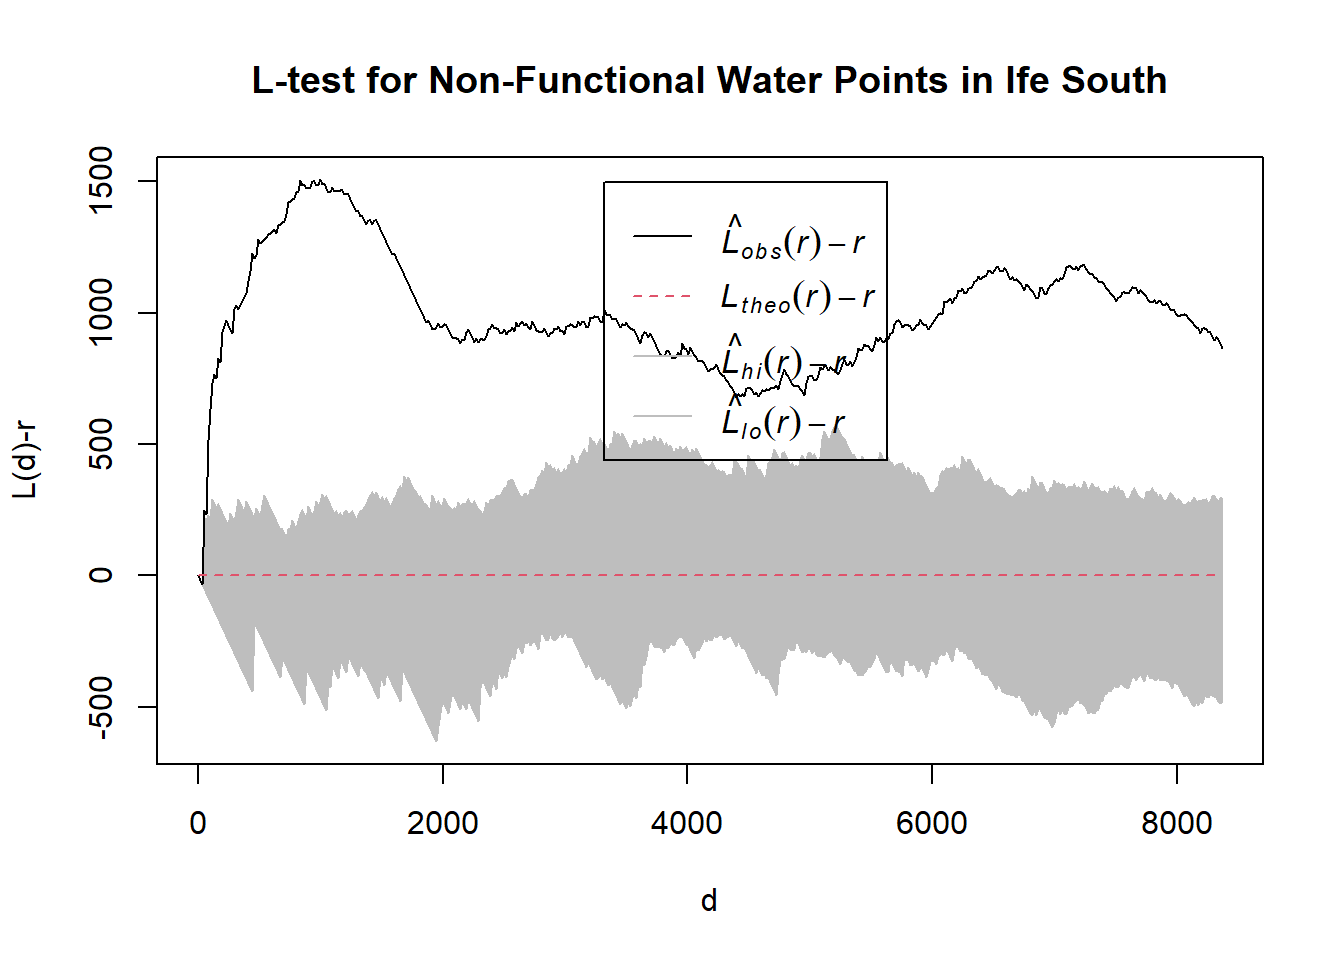 L-test for Non-Functional Water Points in Ife South
L(d)-r
1500
1000
500
0
-500
L̂obs(r) – r
Ltheo(r) – r
L̂hi(r) – r
L̂lo(r) – r
0 2000 4000 6000 8000
d